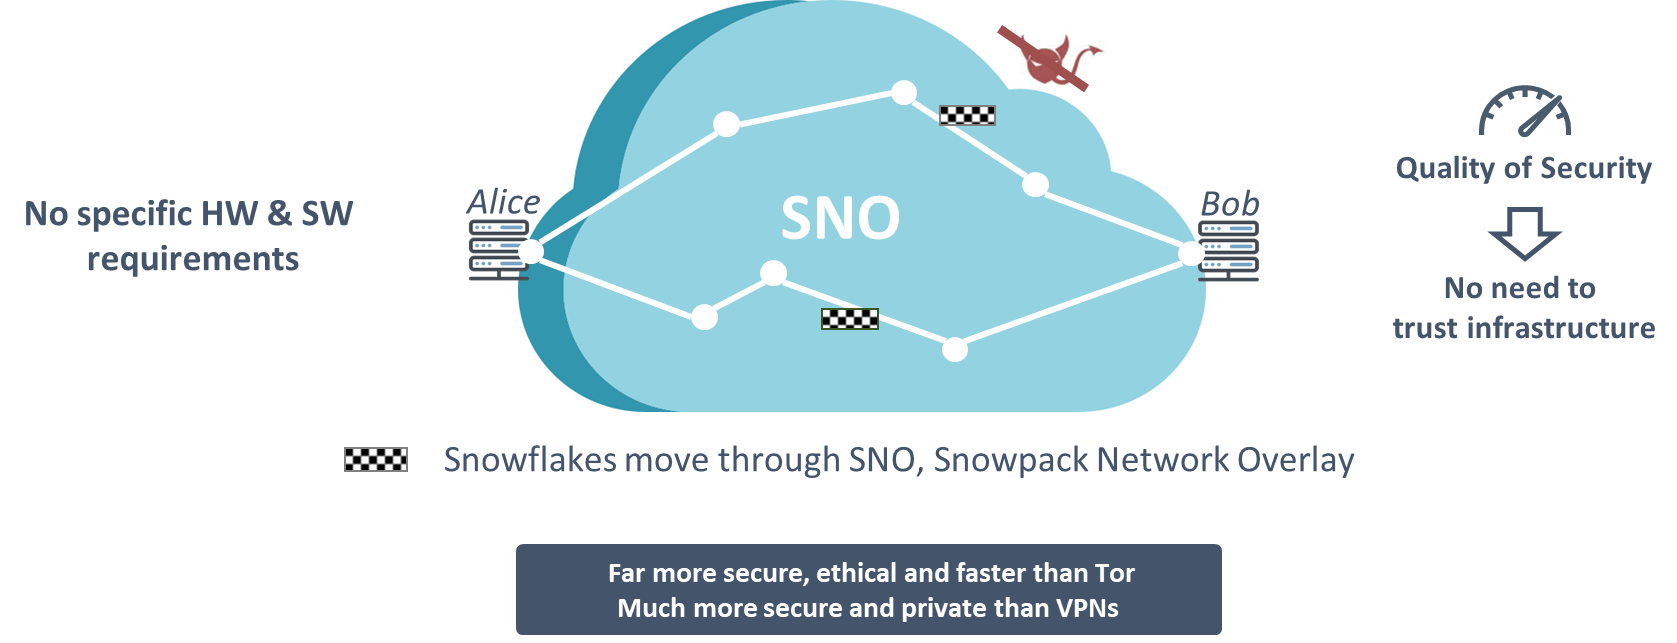 No specific HW & SW
requirements
Alice
SNO
Bob
Quality of Security
No need to
trust infrastructure
Snowflakes move through SNO, Snowpack Network Overlay
Far more secure, ethical and faster than Tor
Much more secure and private than VPNs